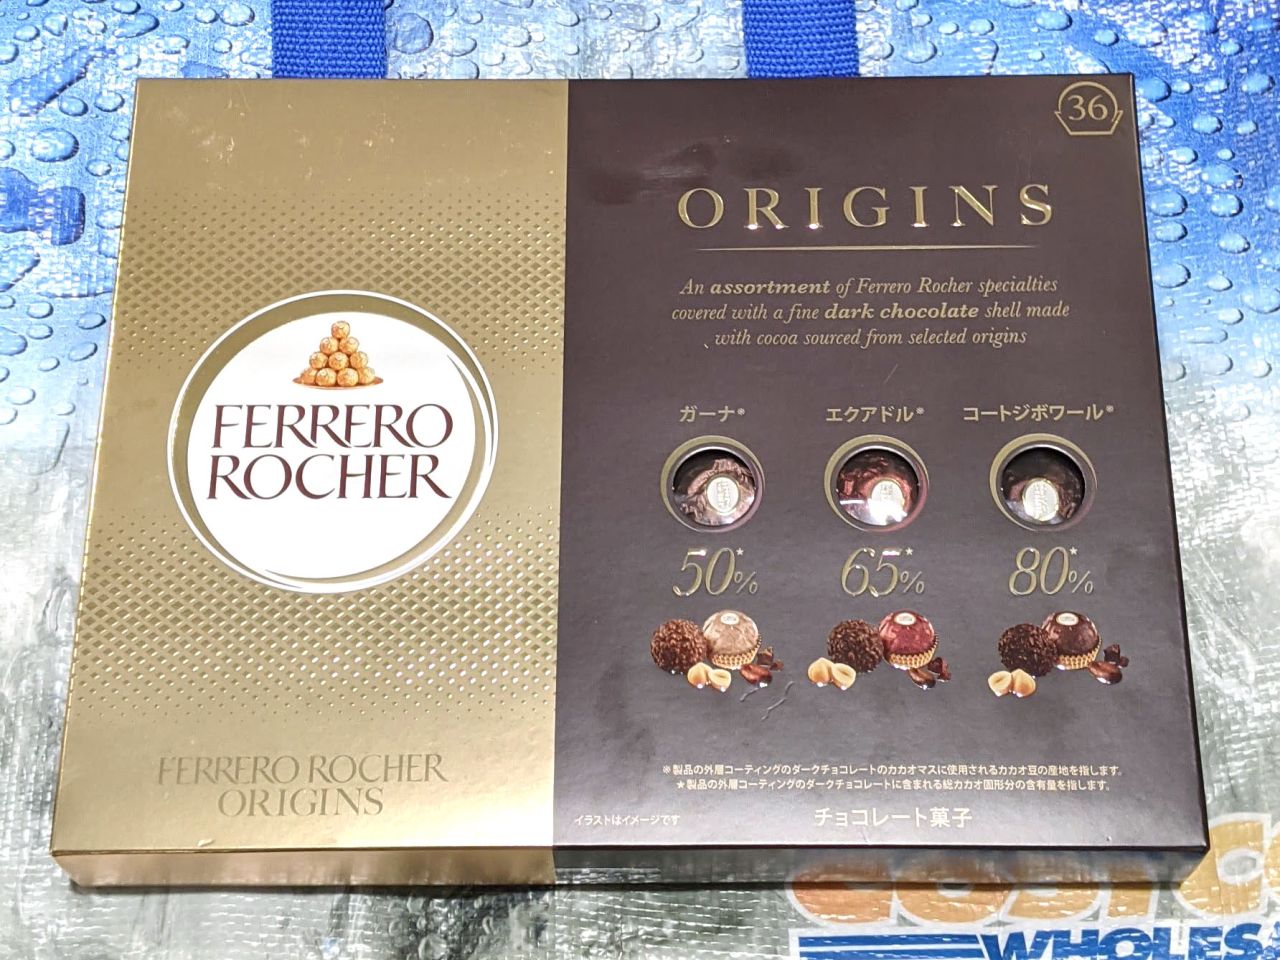 36
ORIGINS
An assortment of Ferrero Rocher specialties
covered with a fine dark chocolate shell made
with cocoa sourced from selected origins
FERRERO
ROCHER
ガーナ※
エクアドル※
コートジボワール※
50%★
65%★
80%★
FERRERO ROCHER
ORIGINS
※製品の外層コーティングのダークチョコレートのカカオマスに使用されるカカオ豆の産地を指します。
★製品の外層コーティングのダークチョコレートに含まれる総カカオ固形分の含有量を指します。
イラストはイメージです
チョコレート菓子
WHOLES